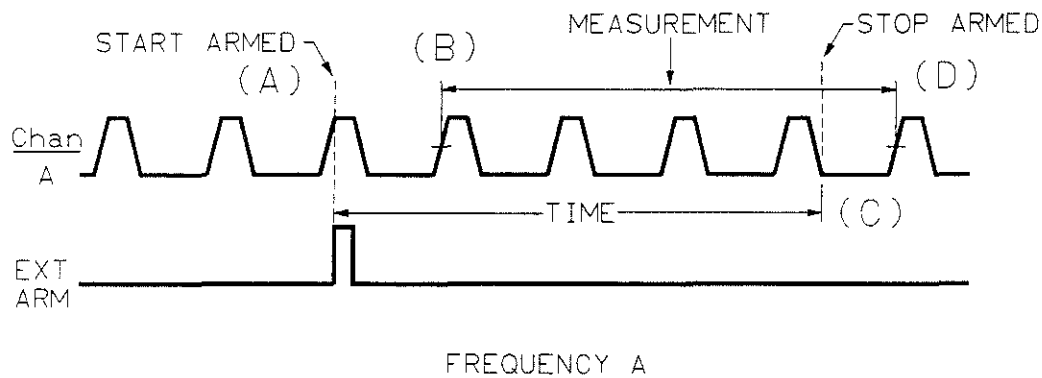 MEASUREMENT
STOP ARMED
START ARMED
(B)
(A)
(D)
Chan
A
TIME
(C)
EXT
ARM
FREQUENCY A